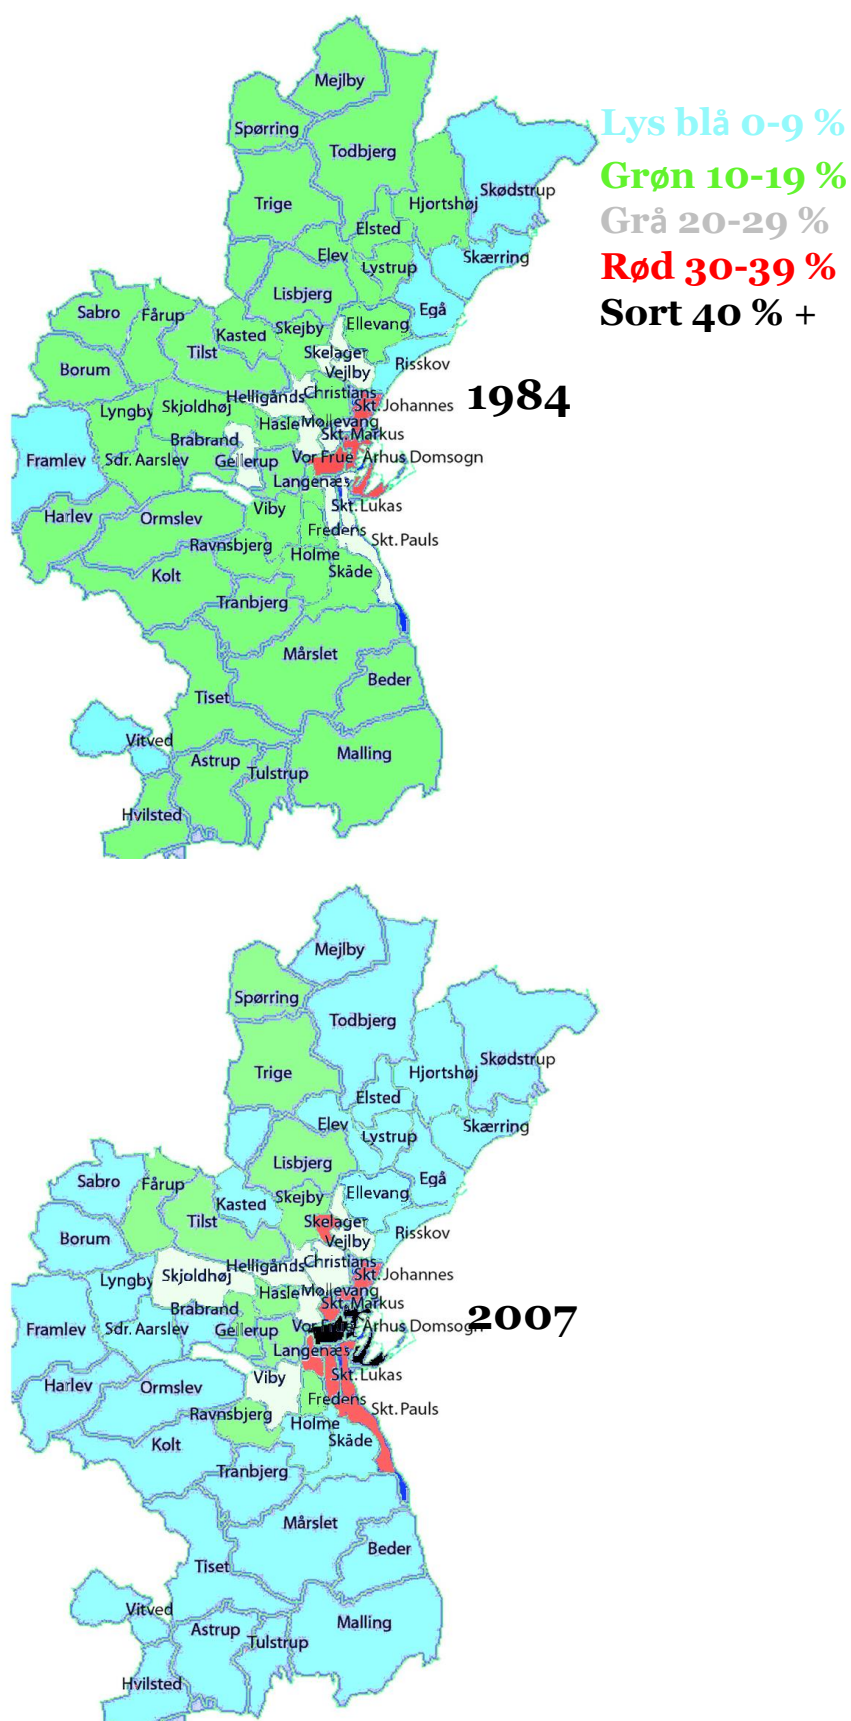 Mejlby
Lys blå 0-9 %
Spørring
Todbjerg
Grøn 10-19 %
Skødstrup
Trige
Hjortshøj
Grå 20-29 %
Elsted
Elev
Skærring
Lystrup
Rød 30-39 %
Lisbjerg
Egå
Sabro
Fårup
Sort 40 % +
Kasted
Skejby
Ellevang
Tilst
Skelager
Risskov
Borum
Vejlby
Helligånds
Christians
1984
Lyngby
Skjoldhøj
Skt. Johannes
Hasle
Møllevang
Brabrand
Skt. Markus
Framlev
Sdr. Aarslev
Gellerup
Vor Frue
Århus Domsogn
Langenæs
Viby
Skt. Lukas
Harlev
Ormslev
Fredens
Skt. Pauls
Ravnsbjerg
Holme
Kolt
Skåde
Tranbjerg
Mårslet
Beder
Tiset
Vitved
Astrup
Malling
Tulstrup
Hvilsted
Mejlby
Spørring
Todbjerg
Skødstrup
Trige
Hjortshøj
Elsted
Elev
Skærring
Lystrup
Lisbjerg
Egå
Sabro
Fårup
Kasted
Skejby
Ellevang
Tilst
Skelager
Risskov
Borum
Vejlby
Helligånds
Christians
Lyngby
Skjoldhøj
Skt. Johannes
Hasle
Møllevang
Brabrand
Skt. Markus
2007
Framlev
Sdr. Aarslev
Gellerup
Vor Frue
Århus Domsogn
Langenæs
Viby
Skt. Lukas
Harlev
Ormslev
Fredens
Skt. Pauls
Ravnsbjerg
Holme
Kolt
Skåde
Tranbjerg
Mårslet
Beder
Tiset
Vitved
Astrup
Malling
Tulstrup
Hvilsted